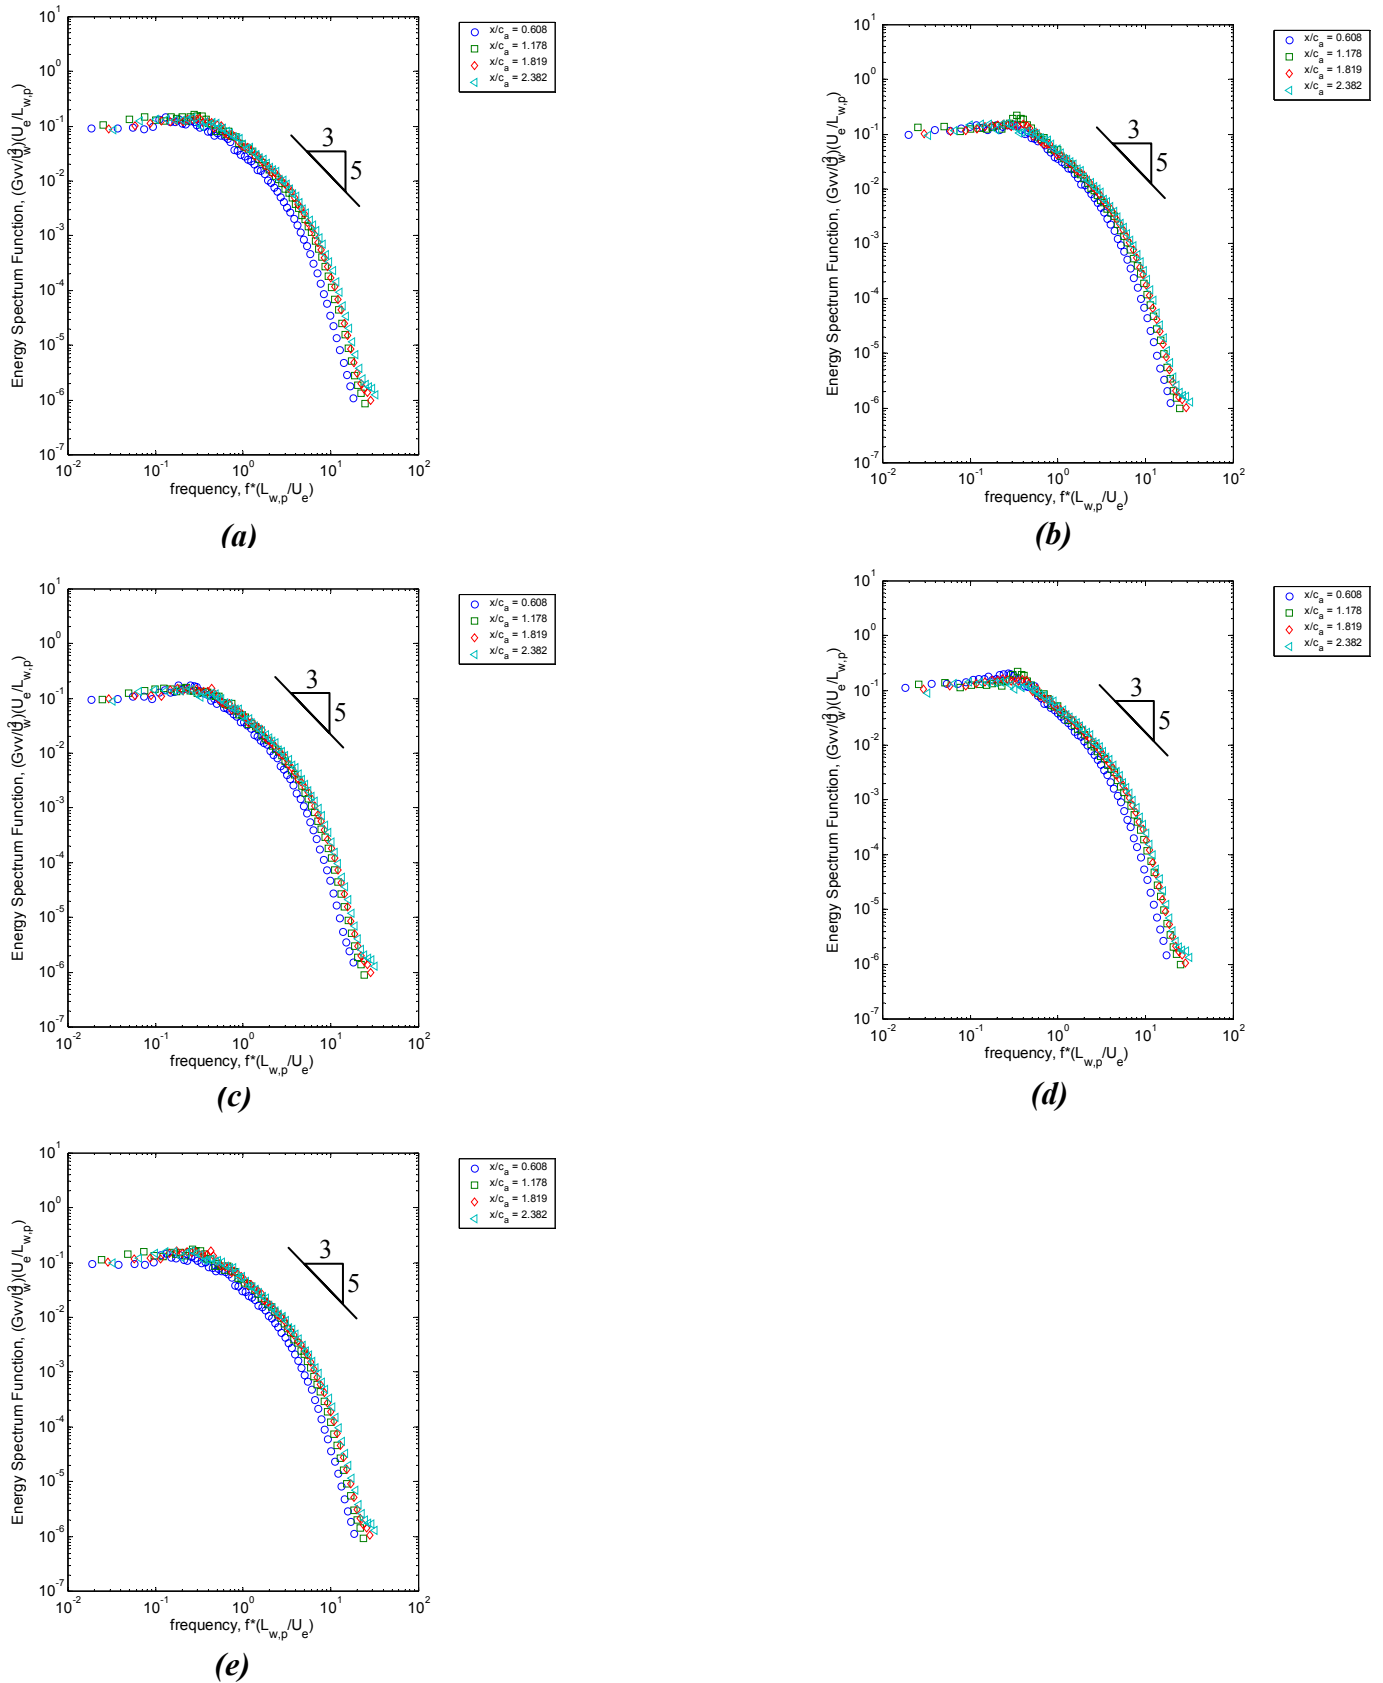 10^1
10^0
10^-1
10^-2
10^-3
10^-4
10^-5
10^-6
10^-7
10^-2 10^-1 10^0 10^1 10^2
frequency, f*(L_w,p/U_e)
x/c_a = 0.608
x/c_a = 1.178
x/c_a = 1.819
x/c_a = 2.382
3
5
(a)
10^1
10^0
10^-1
10^-2
10^-3
10^-4
10^-5
10^-6
10^-7
10^-2 10^-1 10^0 10^1 10^2
frequency, f*(L_w,p/U_e)
x/c_a = 0.608
x/c_a = 1.178
x/c_a = 1.819
x/c_a = 2.382
3
5
(b)
Energy Spectrum Function, (Gvv/U_w^3)(U_e/L_w,p)
Energy Spectrum Function, (Gvv/U_w^3)(U_e/L_w,p)
10^1
10^0
10^-1
10^-2
10^-3
10^-4
10^-5
10^-6
10^-7
10^-2 10^-1 10^0 10^1 10^2
frequency, f*(L_w,p/U_e)
x/c_a = 0.608
x/c_a = 1.178
x/c_a = 1.819
x/c_a = 2.382
3
5
(c)
10^1
10^0
10^-1
10^-2
10^-3
10^-4
10^-5
10^-6
10^-7
10^-2 10^-1 10^0 10^1 10^2
frequency, f*(L_w,p/U_e)
x/c_a = 0.608
x/c_a = 1.178
x/c_a = 1.819
x/c_a = 2.382
3
5
(d)
Energy Spectrum Function, (Gvv/U_w^3)(U_e/L_w,p)
Energy Spectrum Function, (Gvv/U_w^3)(U_e/L_w,p)
10^1
10^0
10^-1
10^-2
10^-3
10^-4
10^-5
10^-6
10^-7
10^-2 10^-1 10^0 10^1 10^2
frequency, f*(L_w,p/U_e)
Energy Spectrum Function, (Gvv/U_w^3)(U_e/L_w,p)
x/c_a = 0.608
x/c_a = 1.178
x/c_a = 1.819
x/c_a = 2.382
3
5
(e)